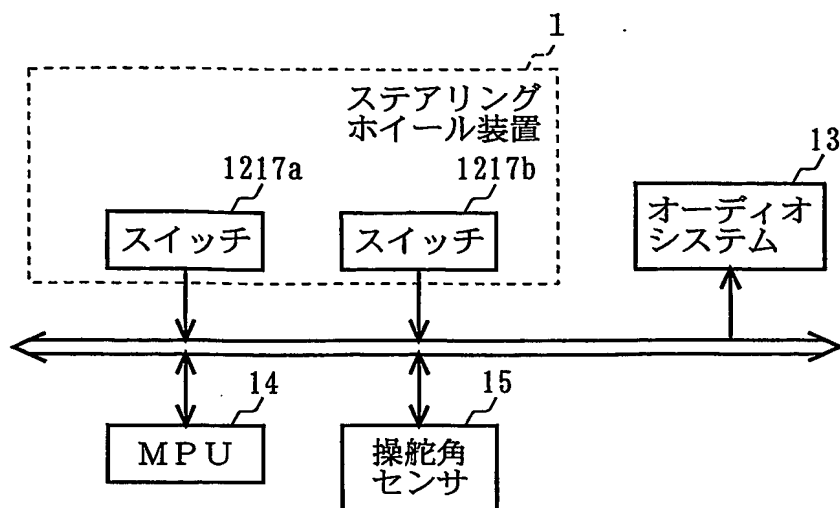 1
ステアリング
ホイール装置
1217a
1217b
13
スイッチ
スイッチ
オーディオ
システム
14
15
MPU
操舵角
センサ